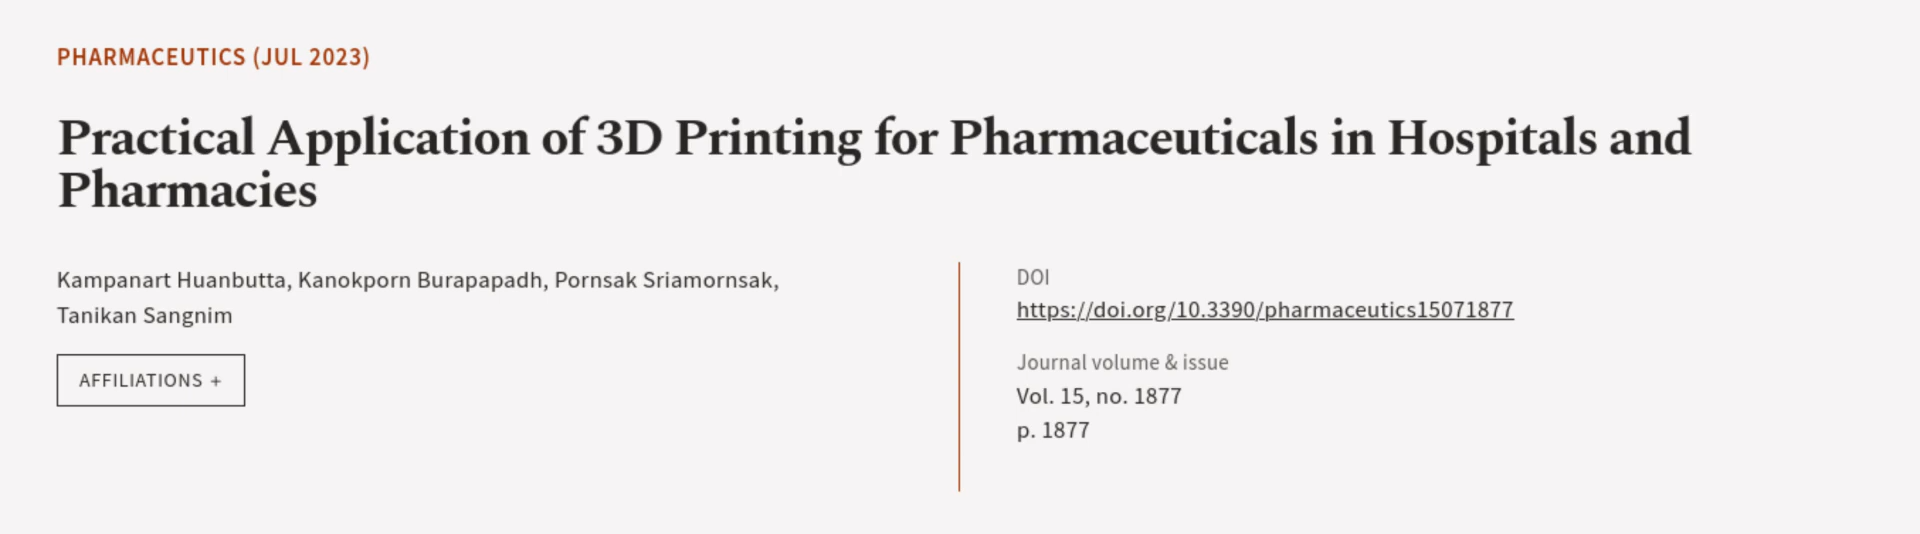 PHARMACEUTICS (JUL 2023)
Practical Application of 3D Printing for Pharmaceuticals in Hospitals and
Pharmacies
Kampanart Huanbutta, Kanokporn Burapapadh, Pornsak Sriamornsak,
Tanikan Sangnim
AFFILIATIONS +
DOI
https://doi.org/10.3390/pharmaceutics15071877
Journal volume & issue
Vol. 15, no. 1877
p. 1877